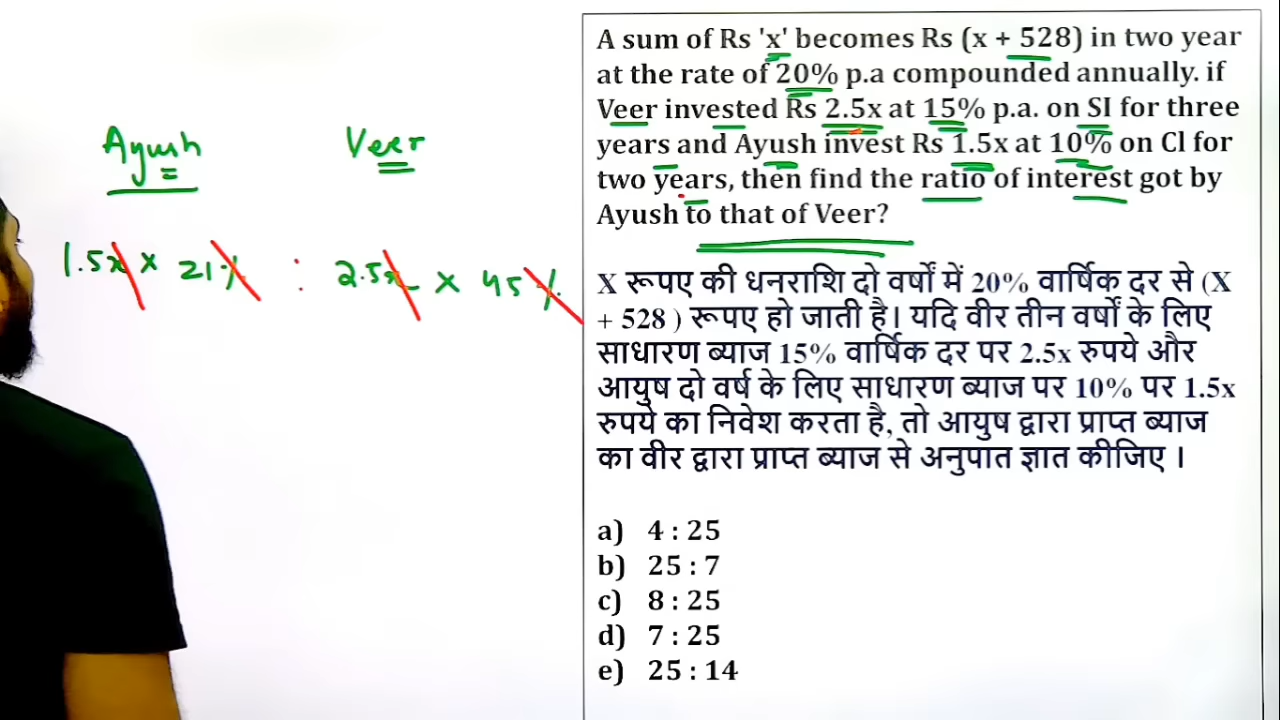 Ayush Veer
1.5x × 21% : 2.5x × 45%
A sum of Rs 'x' becomes Rs (x + 528) in two year
at the rate of 20% p.a compounded annually. if
Veer invested Rs 2.5x at 15% p.a. on SI for three
years and Ayush invest Rs 1.5x at 10% on Cl for
two years, then find the ratio of interest got by
Ayush to that of Veer?
X रूपए की धनराशि दो वर्षों में 20% वार्षिक दर से (X
+ 528 ) रूपए हो जाती है। यदि वीर तीन वर्षों के लिए
साधारण ब्याज 15% वार्षिक दर पर 2.5x रुपये और
आयुष दो वर्ष के लिए साधारण ब्याज पर 10% पर 1.5x
रुपये का निवेश करता है, तो आयुष द्वारा प्राप्त ब्याज
का वीर द्वारा प्राप्त ब्याज से अनुपात ज्ञात कीजिए ।
a) 4 : 25
b) 25 : 7
c) 8 : 25
d) 7 : 25
e) 25 : 14